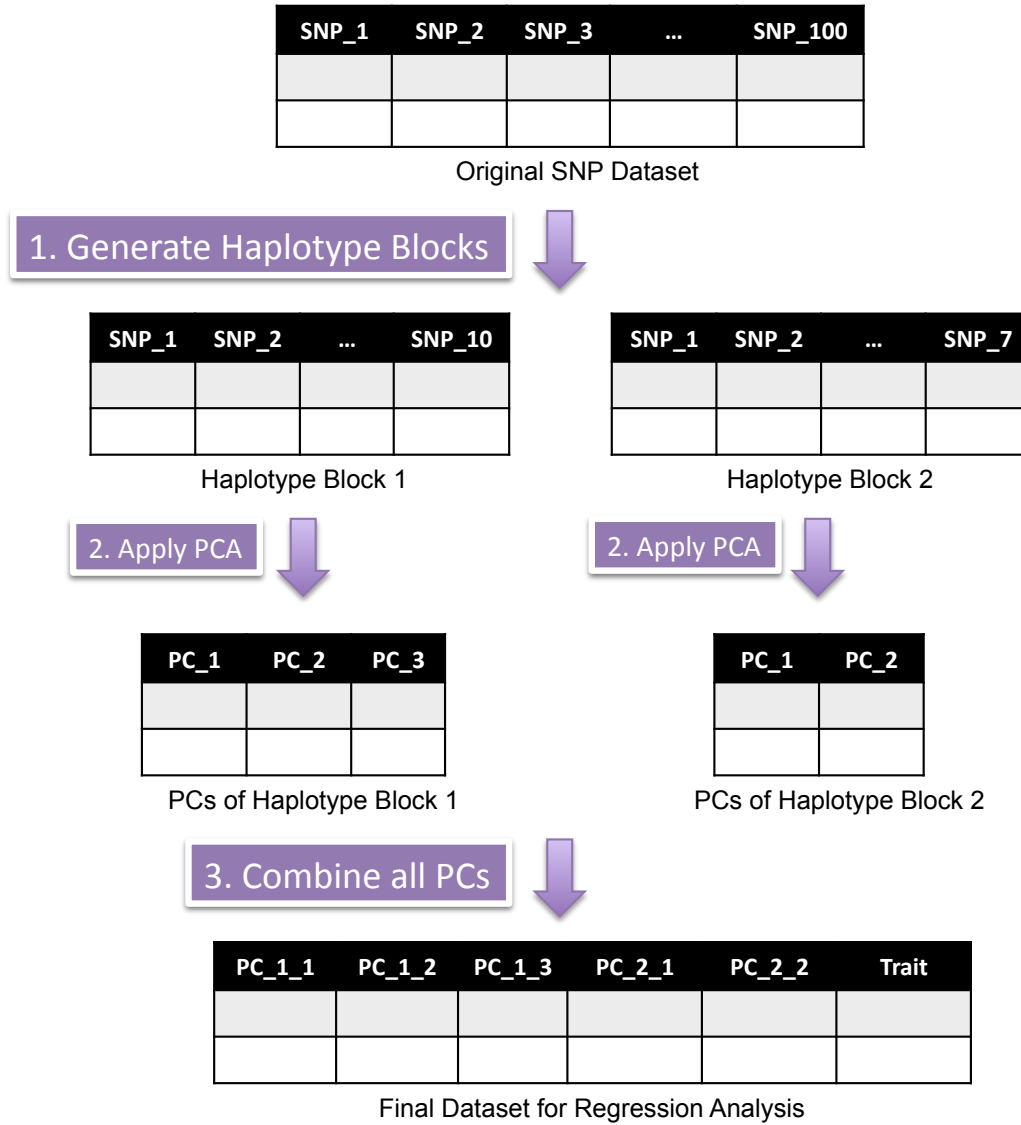 SNP_1 SNP_2 SNP_3 ... SNP_100
Original SNP Dataset
1. Generate Haplotype Blocks
SNP_1 SNP_2 ... SNP_10
SNP_1 SNP_2 ... SNP_7
Haplotype Block 1
Haplotype Block 2
2. Apply PCA
2. Apply PCA
PC_1 PC_2 PC_3
PC_1 PC_2
PCs of Haplotype Block 1
PCs of Haplotype Block 2
3. Combine all PCs
PC_1_1 PC_1_2 PC_1_3 PC_2_1 PC_2_2 Trait
Final Dataset for Regression Analysis